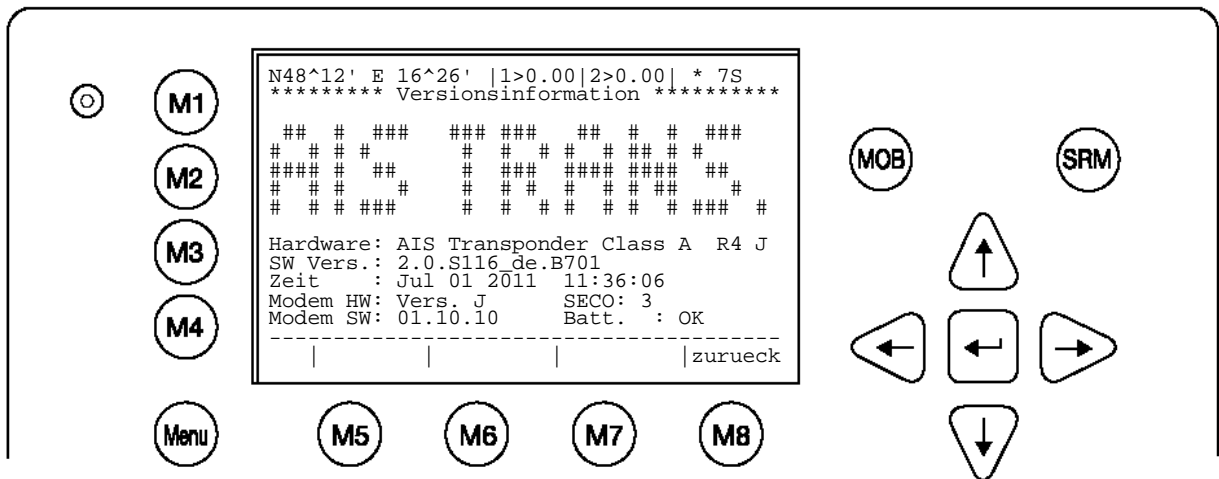 N48^12' E 16^26' |1>0.00|2>0.00| * 7S
********* Versionsinformation **********
AIS TRANS.
Hardware: AIS Transponder Class A  R4 J
SW Vers.: 2.0.S116_de.B701
Zeit    : Jul 01 2011  11:36:06
Modem HW: Vers. J      SECO: 3
Modem SW: 01.10.10     Batt.  : OK
----------------------------------------
|        |         |         |zurueck
M1
M2
M3
M4
Menu
M5 M6 M7 M8
MOB SRM